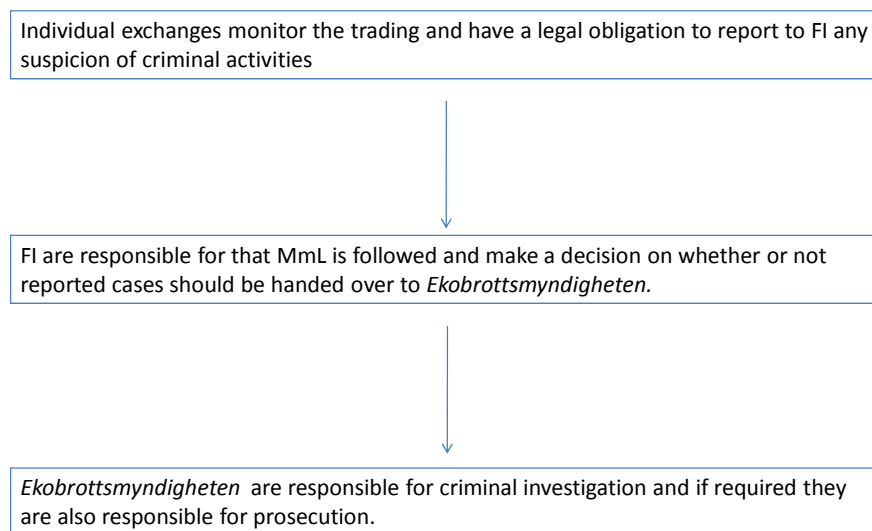 Individual exchanges monitor the trading and have a legal obligation to report to FI any
suspicion of criminal activities
FI are responsible for that MmL is followed and make a decision on whether or not
reported cases should be handed over to Ekobrottsmyndigheten.
Ekobrottsmyndigheten are responsible for criminal investigation and if required they
are also responsible for prosecution.